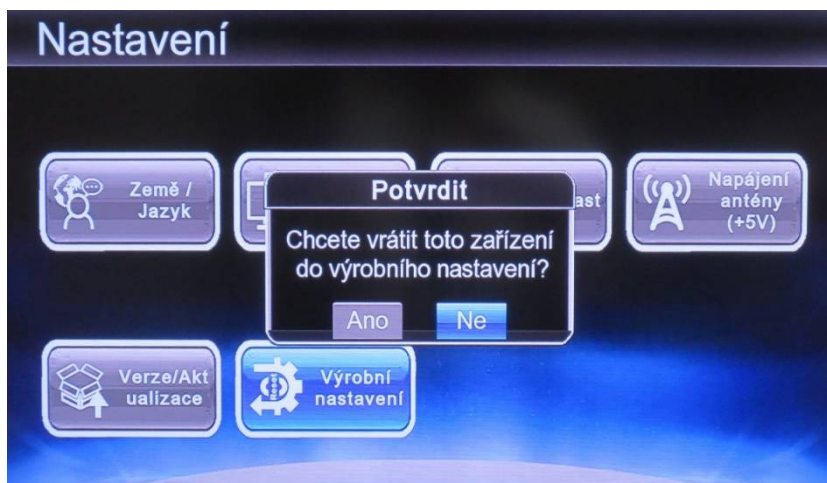 Nastavení
Země /
Jazyk
Potvrdit
Chcete vrátit toto zařízení
do výrobního nastavení?
Ano
Ne
ast
Napájení
antény
(+5V)
Verze/Akt
ualizace
Reset
Výrobní
nastavení